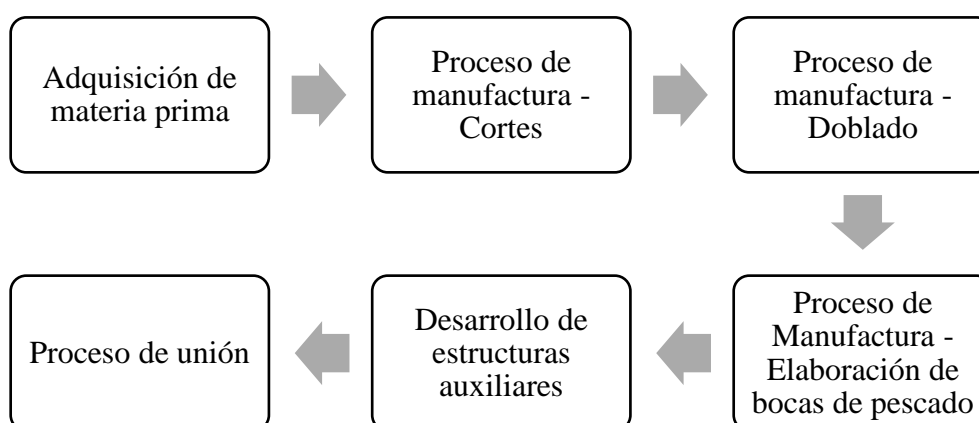 Adquisición de
materia prima
Proceso de
manufactura -
Cortes
Proceso de
manufactura -
Doblado
Proceso de
Manufactura -
Elaboración de
bocas de pescado
Desarrollo de
estructuras
auxiliares
Proceso de unión